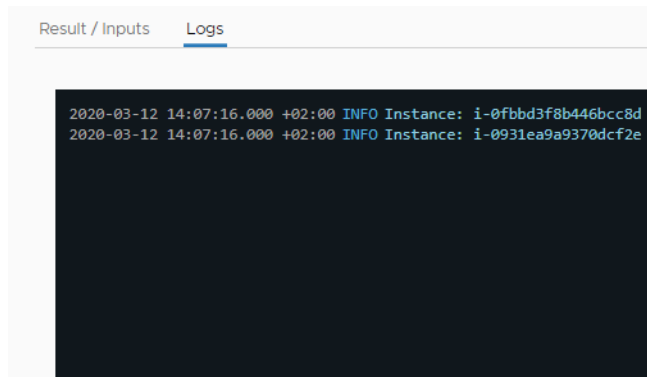 Result / Inputs Logs
2020-03-12 14:07:16.000 +02:00 INFO Instance: i-0fbbd3f8b446bcc8d
2020-03-12 14:07:16.000 +02:00 INFO Instance: i-0931ea9a9370dcf2e